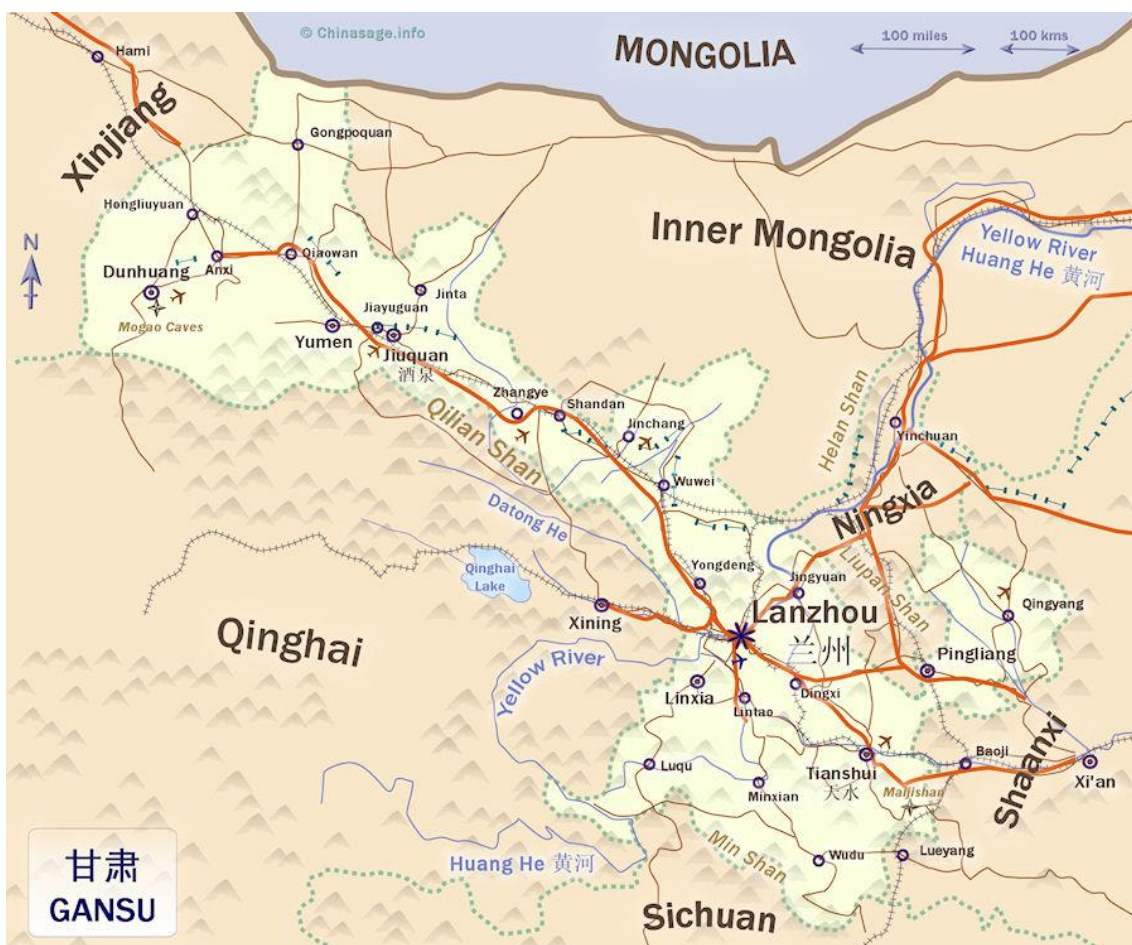 © Chinasage.info
MONGOLIA
100 miles
100 kms
Hami
Xinjiang
Gongpoquan
Hongliuyuan
Inner Mongolia
Yellow River
Huang He 黄河
N
Dunhuang
Anxi
Qiaowan
Mogao Caves
Jiayuguan
Jinta
Yumen
Jiuquan
酒泉
Zhangye
Shandan
Jinchang
Qilian Shan
Helan Shan
Yinchuan
Wuwei
Ningxia
Datong He
Liupan Shan
Qinghai
Lake
Yongdeng
Jingyuan
Xining
Lanzhou
兰州
Qingyang
Qinghai
Yellow River
Pingliang
Linxia
Lintao
Dingxi
Shaanxi
Luqu
Minxian
Tianshui
天水
Maijishan
Baoji
Xi'an
Huang He 黄河
Min Shan
Wudu
Lueyang
Sichuan
甘肃
GANSU